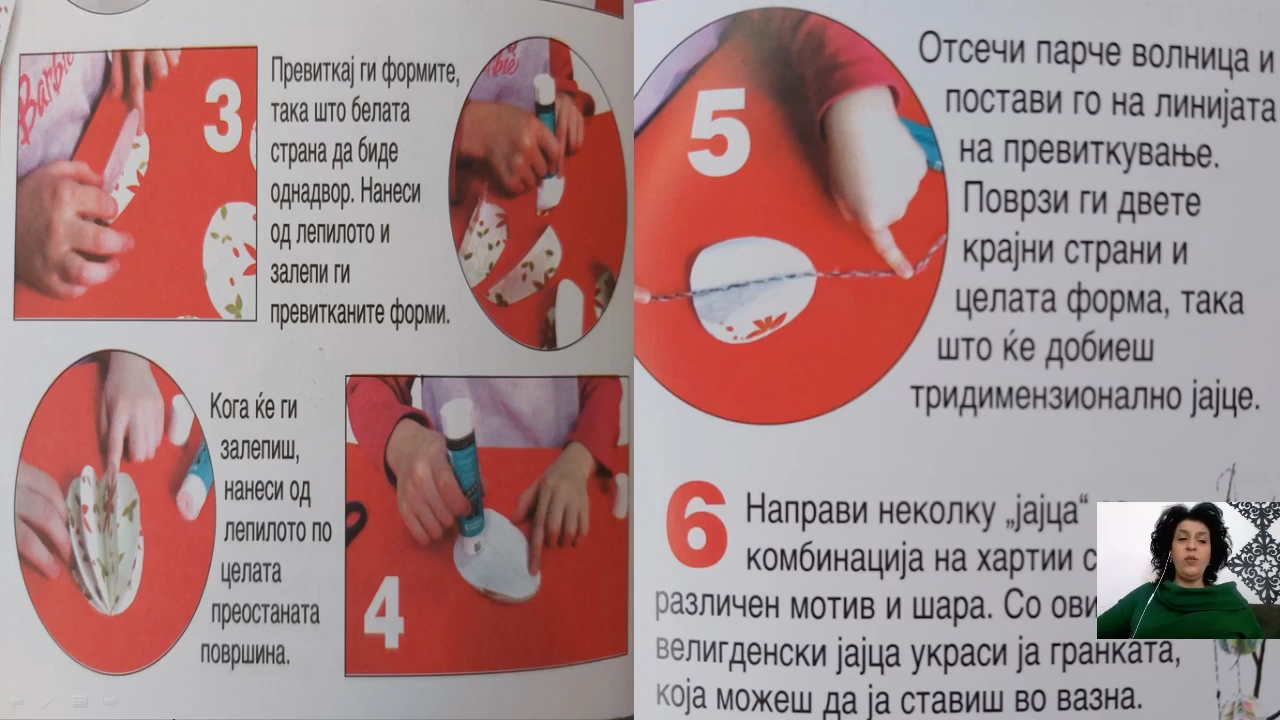 Barbie
3
Превиткај ги формите,
така што белата
страна да биде
однадвор. Нанеси
од лепилото и
залепи ги
превитканите форми.
Кога ќе ги
залепиш,
нанеси од
лепилото по
целата
преостаната
површина.
4
5
Отсечи парче волница и
постави го на линијата
на превиткување.
Поврзи ги двете
крајни страни и
целата форма, така
што ќе добиеш
тридимензионално јајце.
6
Направи неколку „јајца“
комбинација на хартии
различен мотив и шара. Со
велигденски јајца украси ја гранката,
која можеш да ја ставиш во вазна.